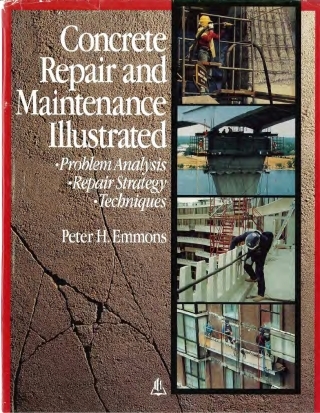 Concrete
Repair and
Maintenance
Illustrated
•Problem Analysis
•Repair Strategy
•Techniques
Peter H. Emmons